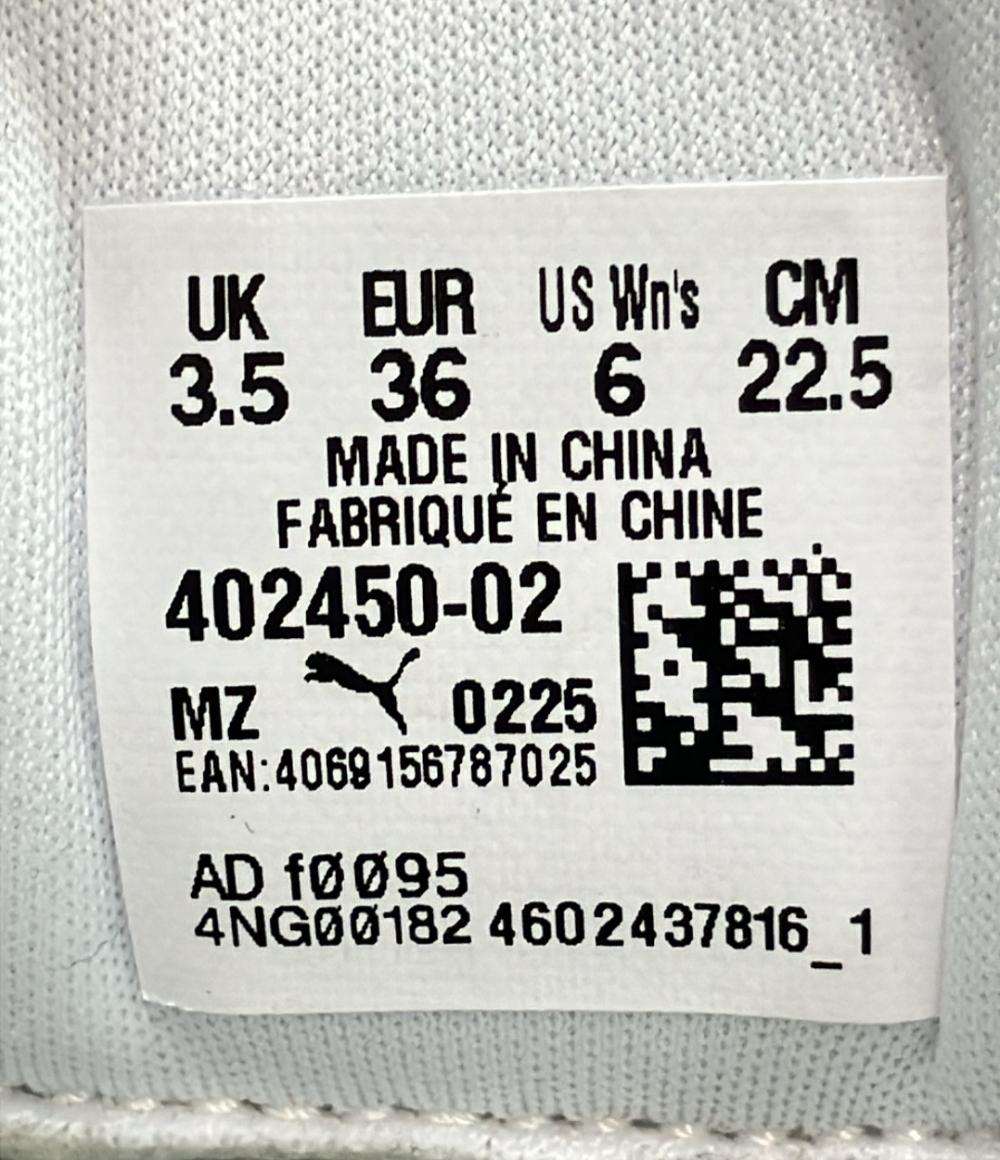 UK EUR US Wn's CM
3.5 36 6 22.5
MADE IN CHINA
FABRIQUÉ EN CHINE
402450-02
MZ 0225
EAN:4069156787025
AD f0095
4NG00182 4602437816_1